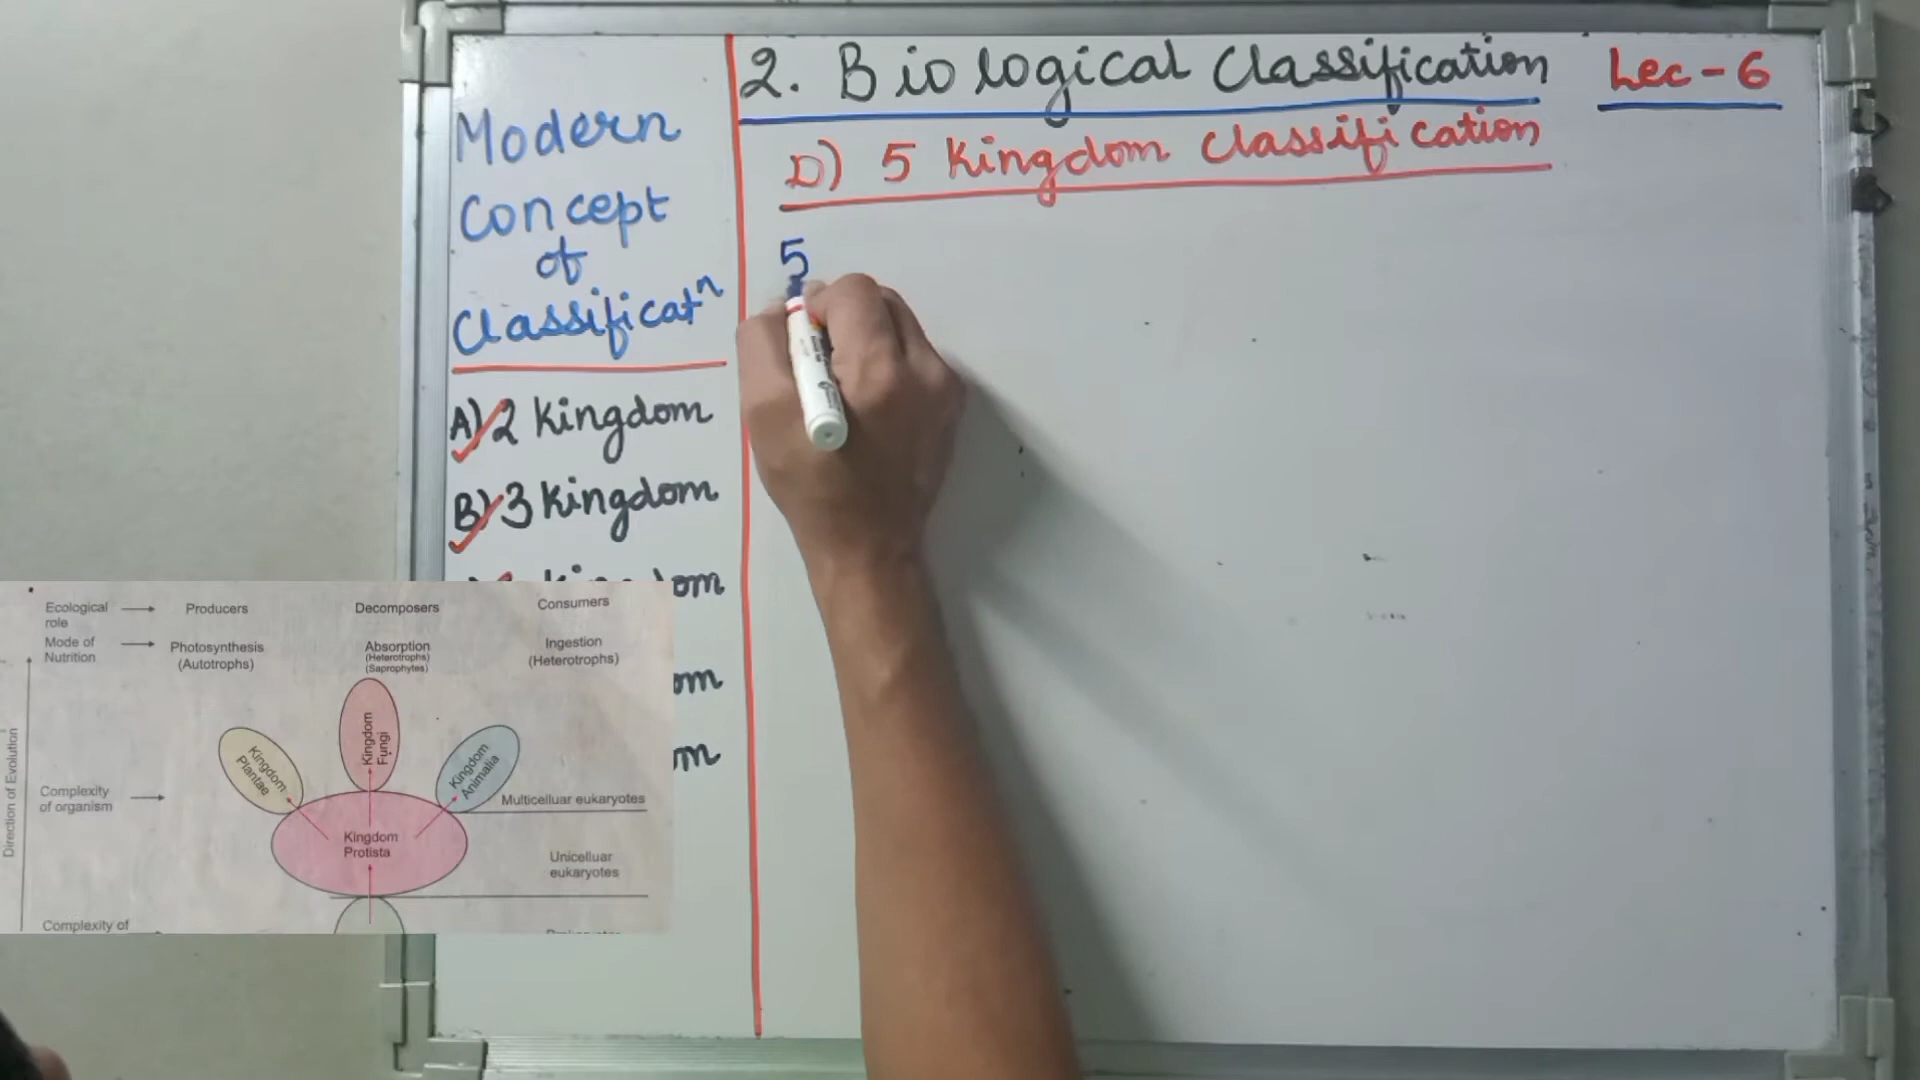 2. Biological Classification
Lec - 6
D) 5 Kingdom Classification
5
Modern
Concept
of
Classificatn
A) 2 Kingdom
B) 3 Kingdom
Ecological role
Producers
Decomposers
Consumers
Mode of Nutrition
Photosynthesis
(Autotrophs)
Absorption
(Heterotrophs)
(Saprophytes)
Ingestion
(Heterotrophs)
Direction of Evolution
Kingdom Plantae
Kingdom Fungi
Kingdom Animalia
Complexity of organism
Multicelluar eukaryotes
Kingdom Protista
Unicelluar eukaryotes
Complexity of